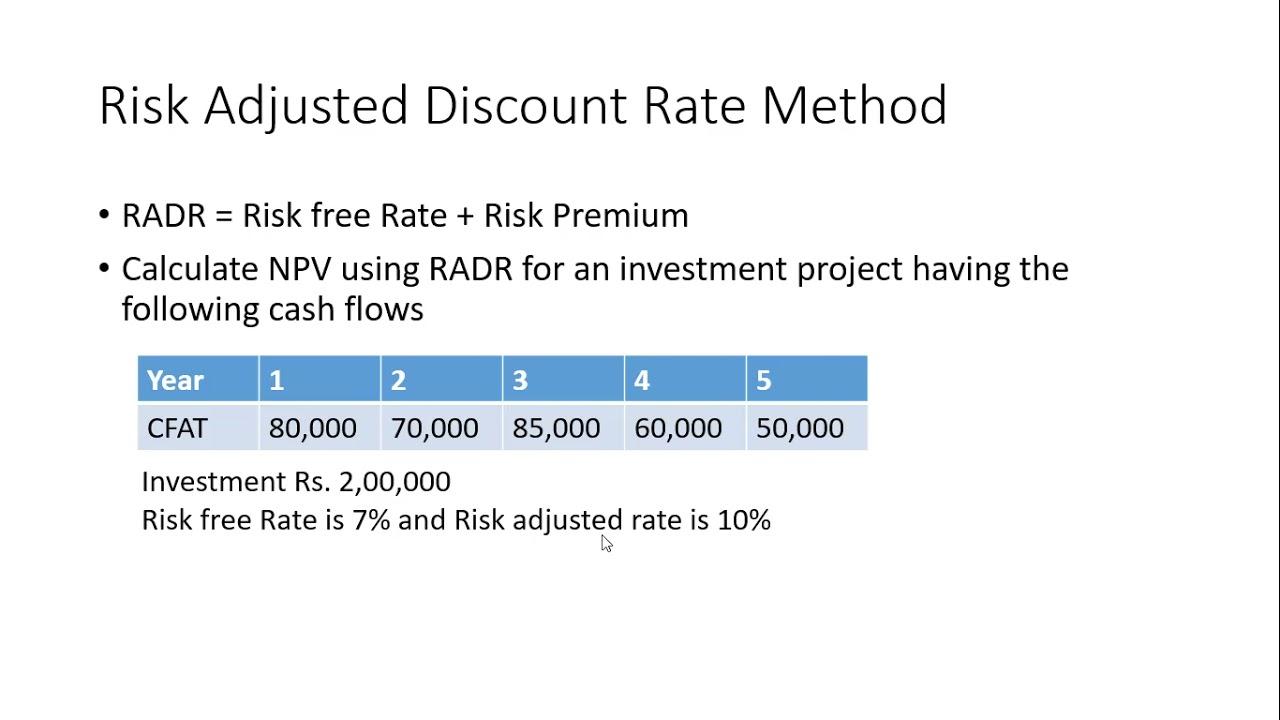 Risk Adjusted Discount Rate Method
• RADR = Risk free Rate + Risk Premium
• Calculate NPV using RADR for an investment project having the
following cash flows
Year 1 2 3 4 5
CFAT 80,000 70,000 85,000 60,000 50,000
Investment Rs. 2,00,000
Risk free Rate is 7% and Risk adjusted rate is 10%